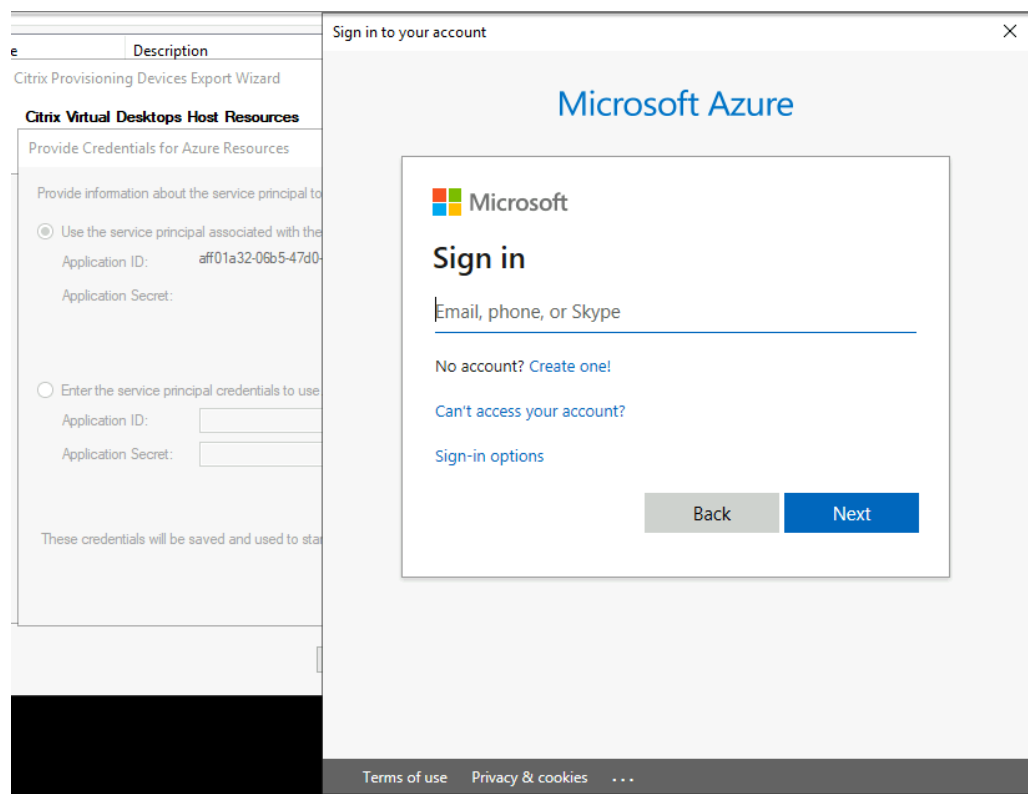 Sign in to your account
Description
Citrix Provisioning Devices Export Wizard
Citrix Virtual Desktops Host Resources
Provide Credentials for Azure Resources
Provide information about the service principal to
Use the service principal associated with the
Application ID: aff01a32-06b5-47d0-
Application Secret:
Enter the service principal credentials to use
Application ID:
Application Secret:
These credentials will be saved and used to star
Microsoft Azure
Microsoft
Sign in
Email, phone, or Skype
No account? Create one!
Can't access your account?
Sign-in options
Back Next
Terms of use Privacy & cookies ...